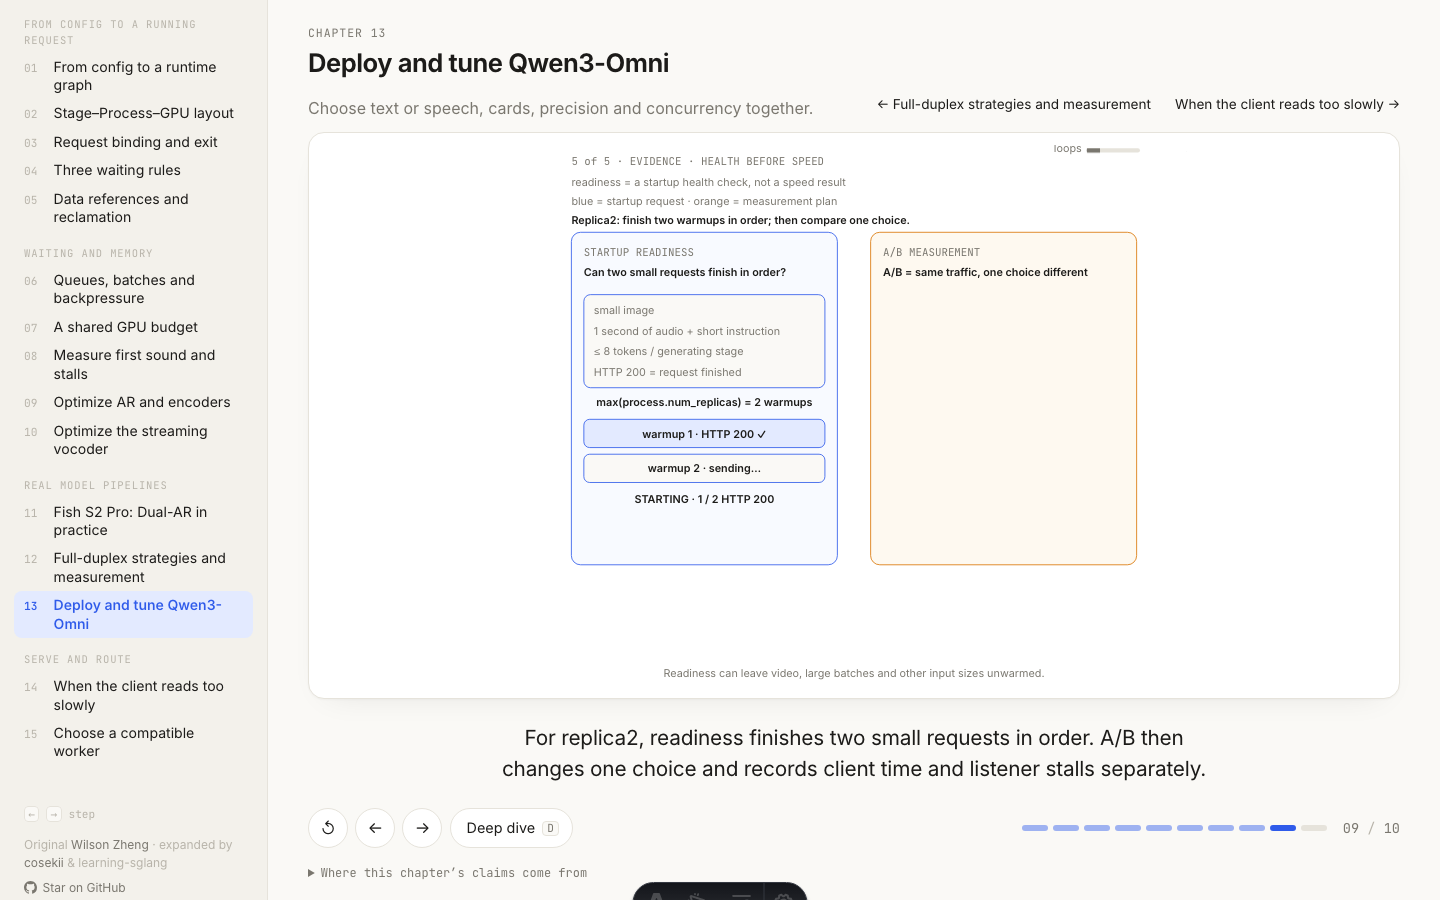 FROM CONFIG TO A RUNNING
REQUEST
01 From config to a runtime
graph
02 Stage–Process–GPU layout
03 Request binding and exit
04 Three waiting rules
05 Data references and
reclamation
WAITING AND MEMORY
06 Queues, batches and
backpressure
07 A shared GPU budget
08 Measure first sound and
stalls
09 Optimize AR and encoders
10 Optimize the streaming
vocoder
REAL MODEL PIPELINES
11 Fish S2 Pro: Dual-AR in
practice
12 Full-duplex strategies and
measurement
13 Deploy and tune Qwen3-
Omni
SERVE AND ROUTE
14 When the client reads too
slowly
15 Choose a compatible
worker
← → step
Original Wilson Zheng · expanded by
cosekii & learning-sglang
Star on GitHub
CHAPTER 13
Deploy and tune Qwen3-Omni
Choose text or speech, cards, precision and concurrency together.
← Full-duplex strategies and measurement
When the client reads too slowly →
loops
5 of 5 · EVIDENCE · HEALTH BEFORE SPEED
readiness = a startup health check, not a speed result
blue = startup request · orange = measurement plan
Replica2: finish two warmups in order; then compare one choice.
STARTUP READINESS
Can two small requests finish in order?
small image
1 second of audio + short instruction
≤ 8 tokens / generating stage
HTTP 200 = request finished
max(process.num_replicas) = 2 warmups
warmup 1 · HTTP 200 ✓
warmup 2 · sending…
STARTING · 1 / 2 HTTP 200
A/B MEASUREMENT
A/B = same traffic, one choice different
Readiness can leave video, large batches and other input sizes unwarmed.
For replica2, readiness finishes two small requests in order. A/B then
changes one choice and records client time and listener stalls separately.
Deep dive D
09 / 10
▶ Where this chapter’s claims come from